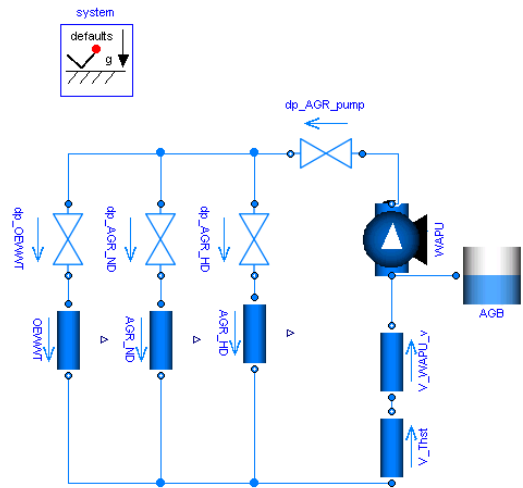 system
defaults
g
dp_AGR_pump
dp_OEWWT
dp_AGR_ND
dp_AGR_HD
WAPU
AGB
OEWWT
AGR_ND
AGR_HD
V_WAPU_v
V_Thst